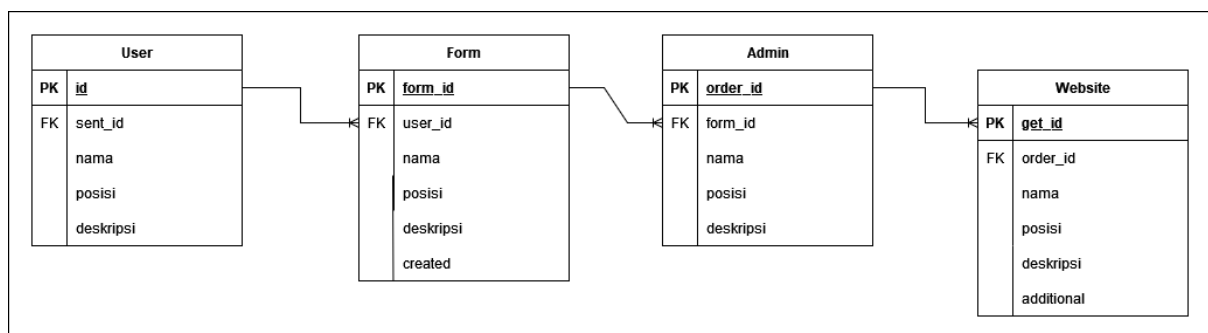 User
PK id
FK sent_id
nama
posisi
deskripsi
Form
PK form_id
FK user_id
nama
posisi
deskripsi
created
Admin
PK order_id
FK form_id
nama
posisi
deskripsi
Website
PK get_id
FK order_id
nama
posisi
deskripsi
additional